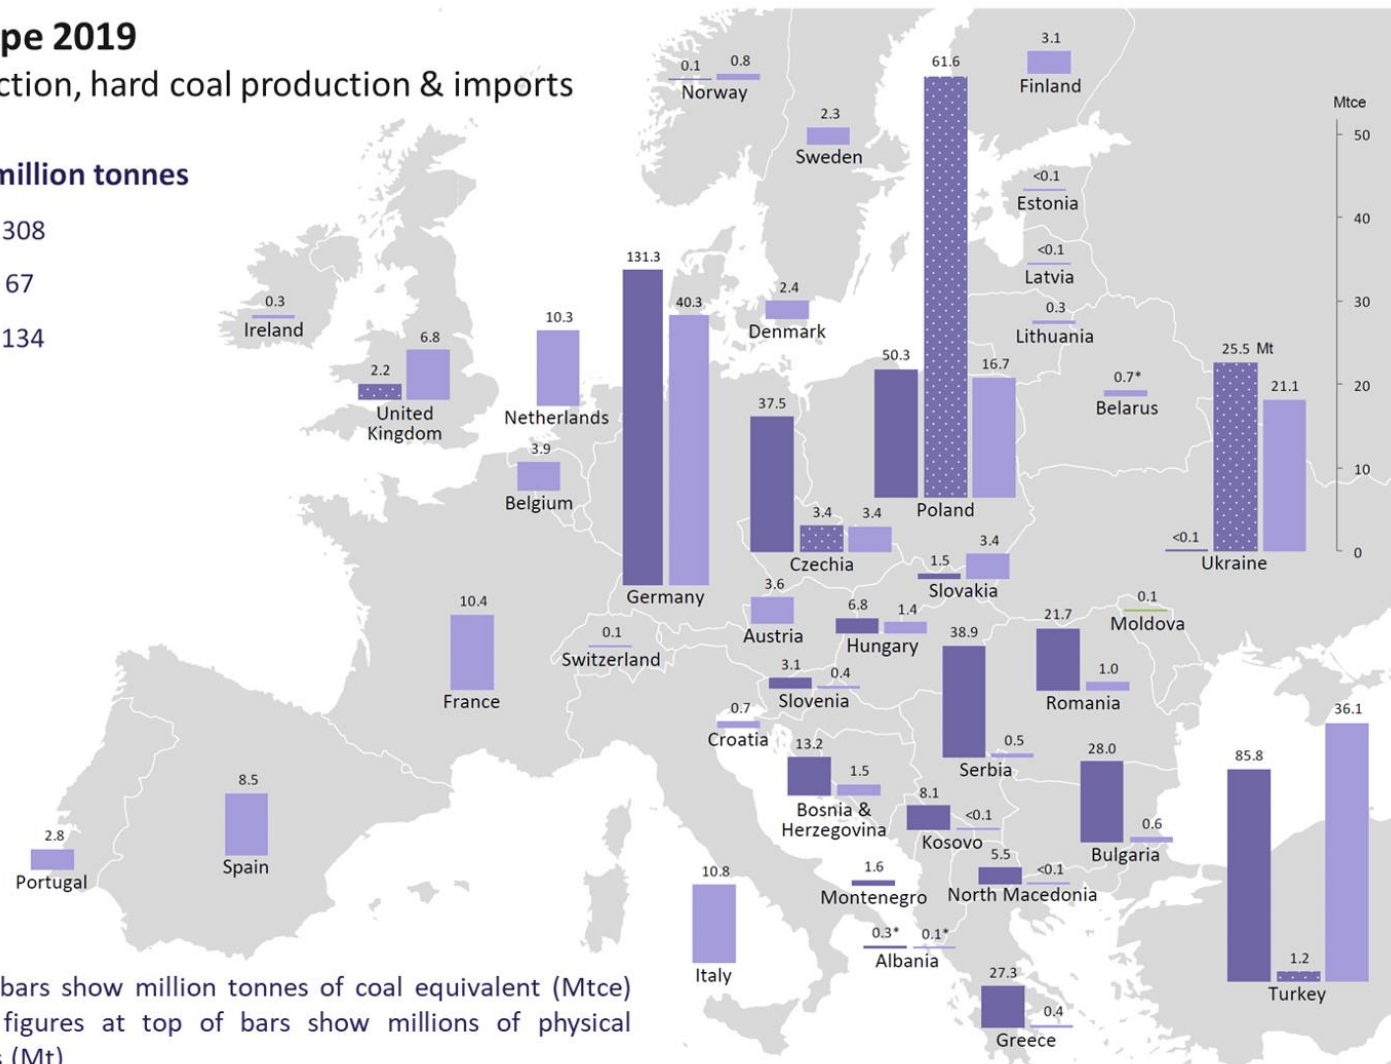 pe 2019
ction, hard coal production & imports
million tonnes
308
67
134
0.1 0.8
Norway
2.3
Sweden
61.6
3.1
Finland
Mtce
50
40
30
20
10
0
<0.1
Estonia
<0.1
Latvia
0.3
Lithuania
0.3
Ireland
2.2 6.8
United
Kingdom
10.3
Netherlands
3.9
Belgium
131.3 40.3
Germany
2.4
Denmark
50.3 16.7
Poland
0.7*
Belarus
25.5 Mt
21.1
<0.1
Ukraine
37.5 3.4 3.4
Czechia
1.5 3.4
Slovakia
3.6
Austria
6.8 1.4
Hungary
0.1
Moldova
10.4
France
0.1
Switzerland
3.1 0.4
Slovenia
38.9 0.5
Serbia
21.7 1.0
Romania
0.7
Croatia
13.2 1.5
Bosnia &
Herzegovina
8.1 <0.1
Kosovo
28.0 0.6
Bulgaria
85.8 1.2 36.1
Turkey
2.8
Portugal
8.5
Spain
10.8
Italy
1.6
Montenegro
5.5 <0.1
North Macedonia
0.3* 0.1*
Albania
27.3 0.4
Greece
bars show million tonnes of coal equivalent (Mtce)
figures at top of bars show millions of physical
s (Mt)